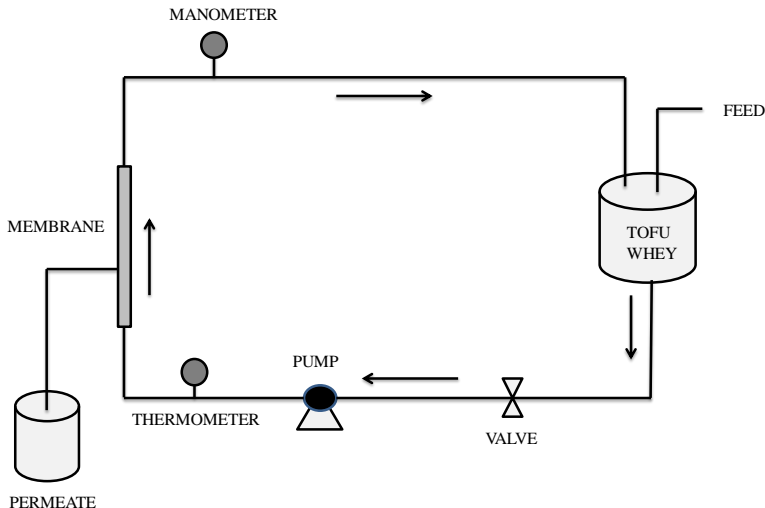 MANOMETER
FEED
MEMBRANE
TOFU
WHEY
PUMP
THERMOMETER
VALVE
PERMEATE